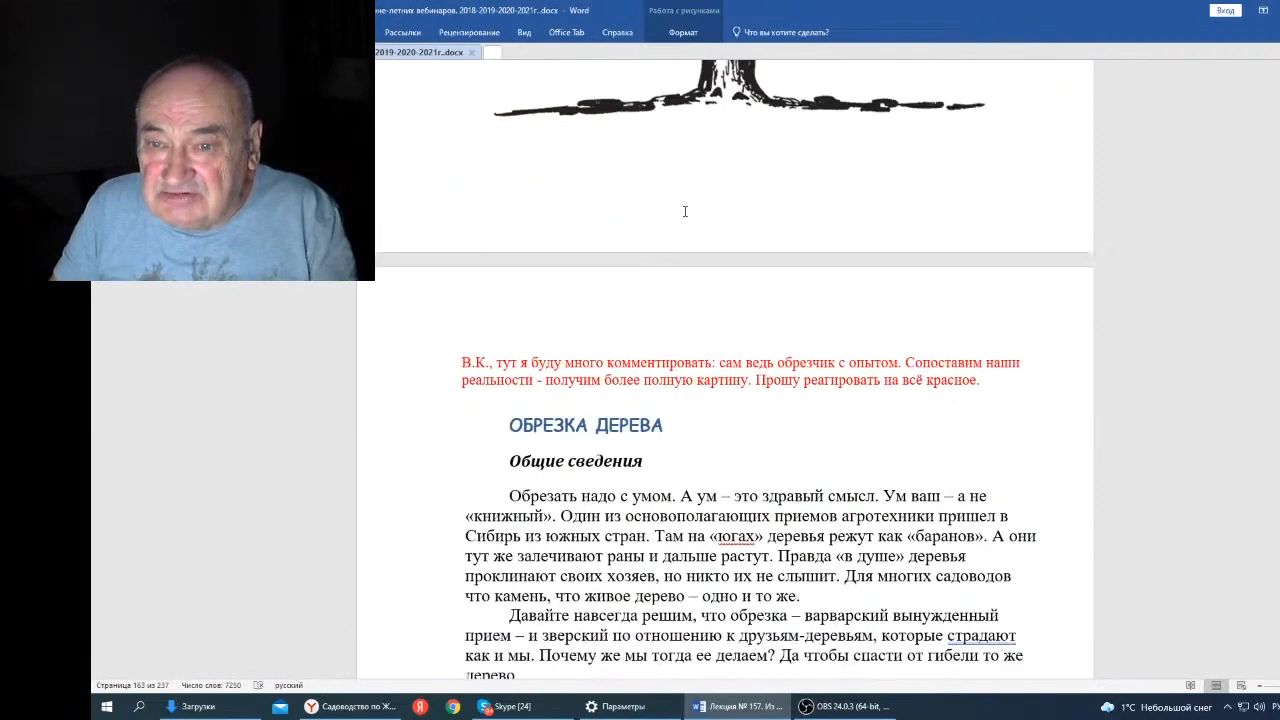 не-летних вебинаров. 2018-2019-2020-2021г..docx - Word
Работа с рисунками
Вход
Рассылки Рецензирование Вид Office Tab Справка Формат Что вы хотите сделать?
2019-2020-2021г..docx
В.К., тут я буду много комментировать: сам ведь обрезчик с опытом. Сопоставим наши
реальности - получим более полную картину. Прошу реагировать на всё красное.
ОБРЕЗКА ДЕРЕВА
Общие сведения
Обрезать надо с умом. А ум – это здравый смысл. Ум ваш – а не
«книжный». Один из основополагающих приемов агротехники пришел в
Сибирь из южных стран. Там на «югах» деревья режут как «баранов». А они
тут же залечивают раны и дальше растут. Правда «в душе» деревья
проклинают своих хозяев, но никто их не слышит. Для многих садоводов
что камень, что живое дерево – одно и то же.
Давайте навсегда решим, что обрезка – варварский вынужденный
прием – и зверский по отношению к друзьям-деревьям, которые страдают
как и мы. Почему же мы тогда ее делаем? Да чтобы спасти от гибели то же
дерево
Страница 163 из 237 Число слов: 7250 русский
Загрузки Садоводство по Ж... Skype [24] Параметры Лекция № 157. Из ... OBS 24.0.3 (64-bit, ... 1°C Небольшой снег